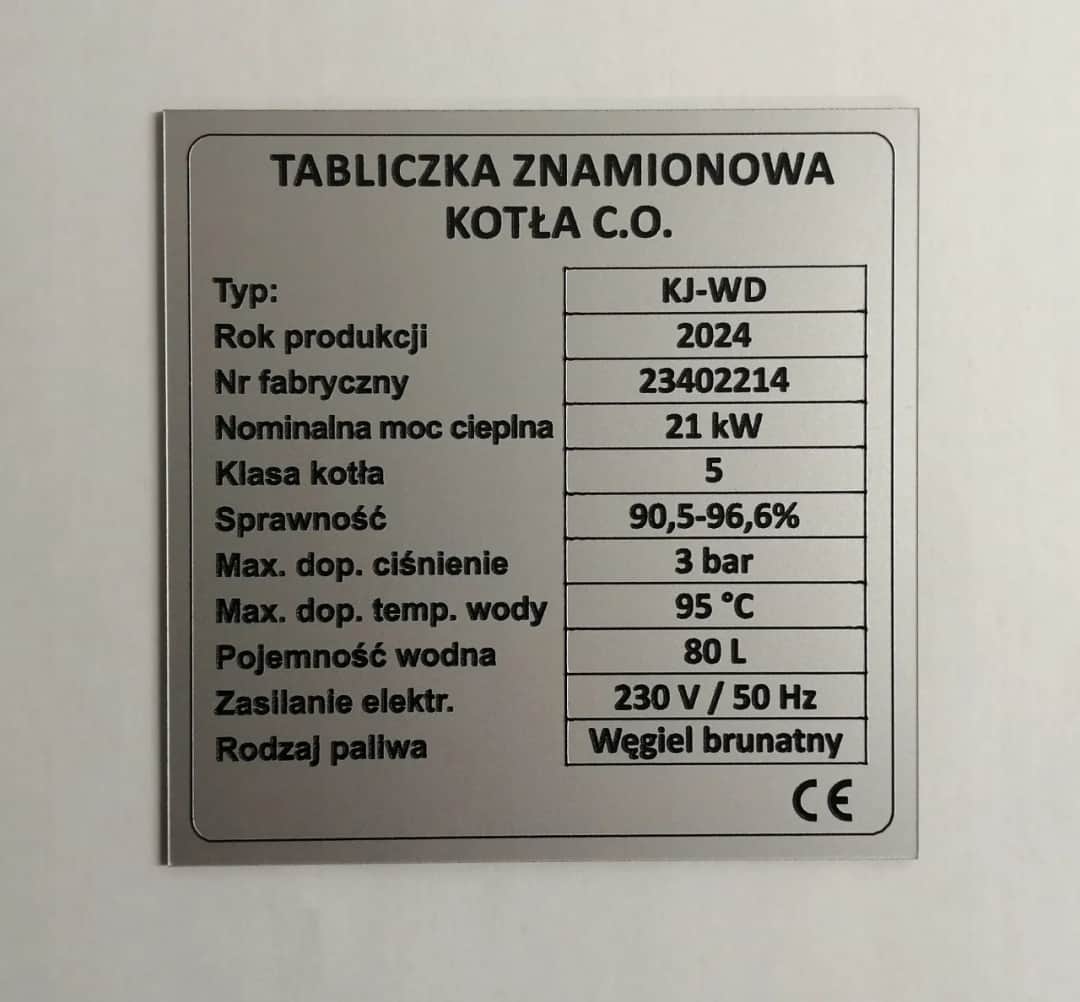 TABLICZKA ZNAMIONOWA
KOTŁA C.O.
Typ: KJ-WD
Rok produkcji 2024
Nr fabryczny 23402214
Nominalna moc cieplna 21 kW
Klasa kotła 5
Sprawność 90,5-96,6%
Max. dop. ciśnienie 3 bar
Max. dop. temp. wody 95 °C
Pojemność wodna 80 L
Zasilanie elektr. 230 V / 50 Hz
Rodzaj paliwa Węgiel brunatny
CE